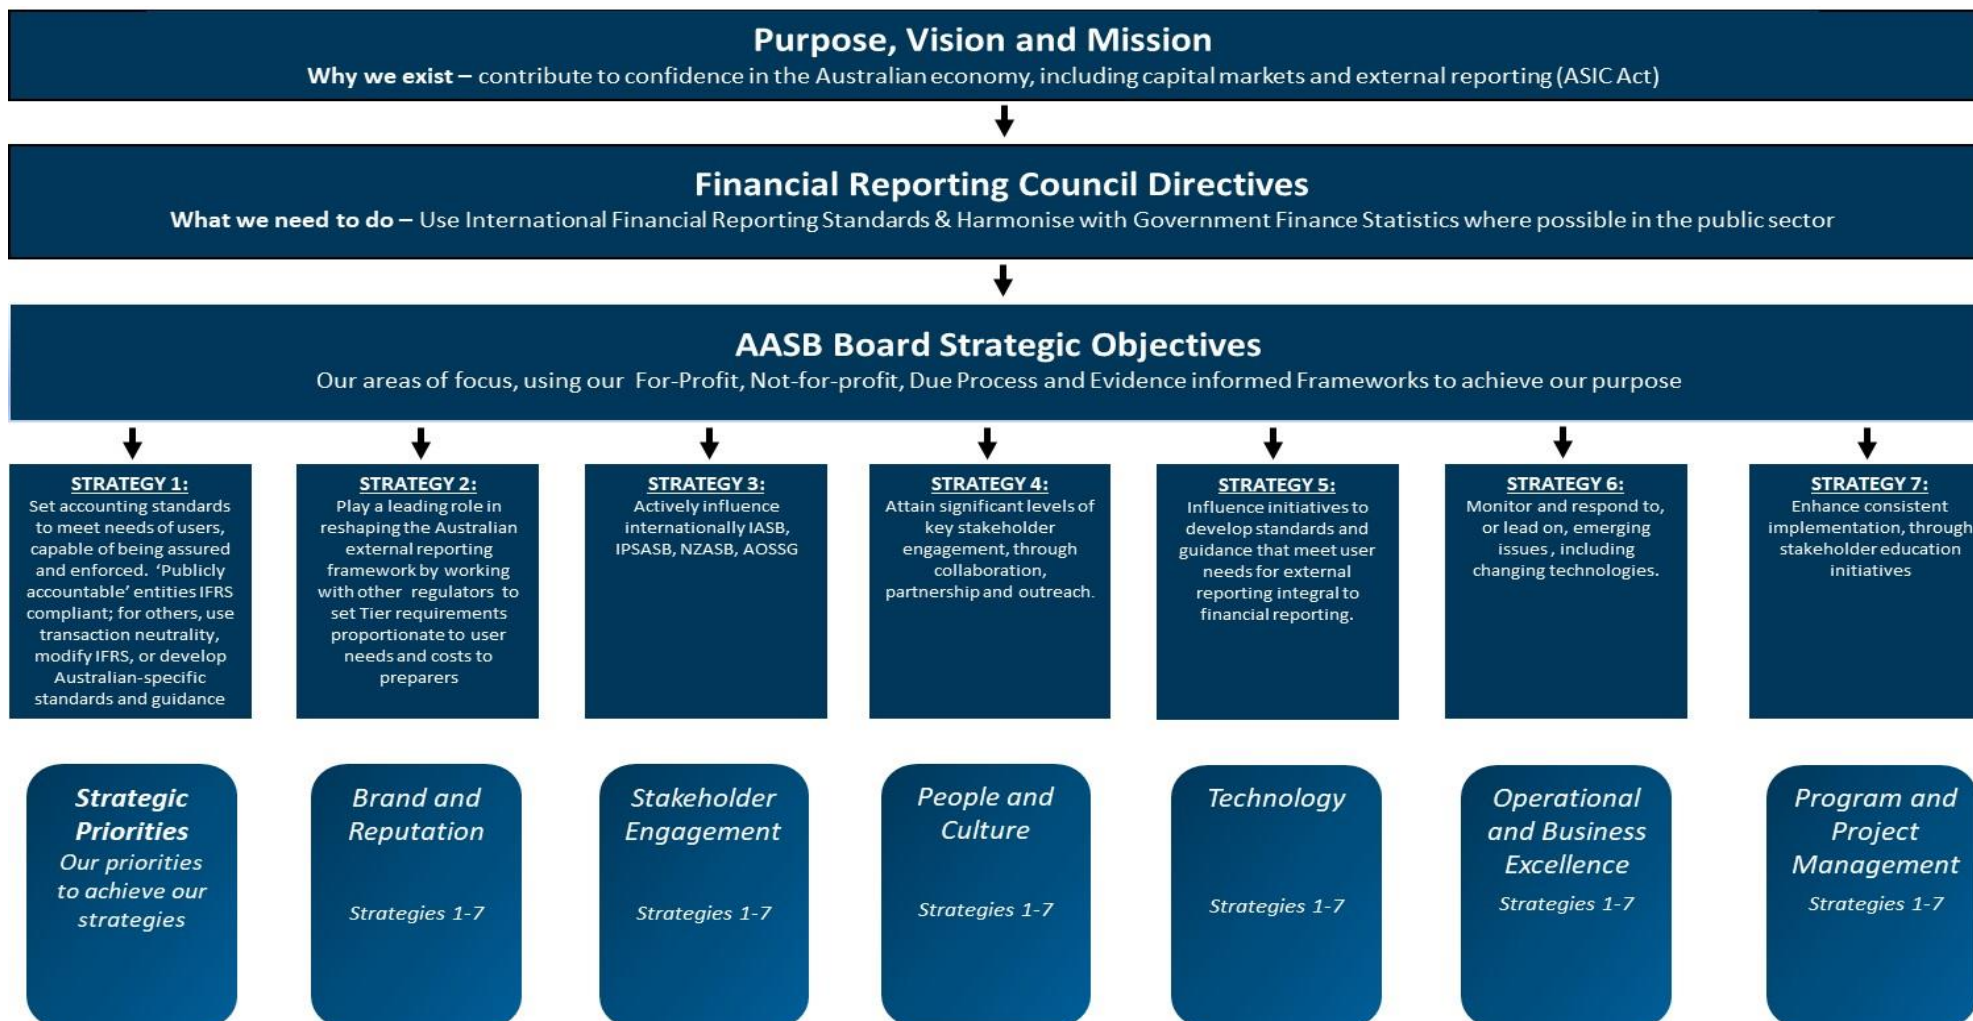 Purpose, Vision and Mission
Why we exist – contribute to confidence in the Australian economy, including capital markets and external reporting (ASIC Act)
Financial Reporting Council Directives
What we need to do – Use International Financial Reporting Standards & Harmonise with Government Finance Statistics where possible in the public sector
AASB Board Strategic Objectives
Our areas of focus, using our For-Profit, Not-for-profit, Due Process and Evidence informed Frameworks to achieve our purpose
STRATEGY 1:
Set accounting standards
to meet needs of users,
capable of being assured
and enforced. ‘Publicly
accountable’ entities IFRS
compliant; for others, use
transaction neutrality,
modify IFRS, or develop
Australian-specific
standards and guidance
STRATEGY 2:
Play a leading role in
reshaping the Australian
external reporting
framework by working
with other regulators to
set Tier requirements
proportionate to user
needs and costs to
preparers
STRATEGY 3:
Actively influence
internationally IASB,
IPSASB, NZASB, AOSSG
STRATEGY 4:
Attain significant levels of
key stakeholder
engagement, through
collaboration,
partnership and outreach.
STRATEGY 5:
Influence initiatives to
develop standards and
guidance that meet user
needs for external
reporting integral to
financial reporting.
STRATEGY 6:
Monitor and respond to,
or lead on, emerging
issues , including
changing technologies.
STRATEGY 7:
Enhance consistent
implementation, through
stakeholder education
initiatives
Strategic
Priorities
Our priorities
to achieve our
strategies
Brand and
Reputation
Strategies 1-7
Stakeholder
Engagement
Strategies 1-7
People and
Culture
Strategies 1-7
Technology
Strategies 1-7
Operational
and Business
Excellence
Strategies 1-7
Program and
Project
Management
Strategies 1-7